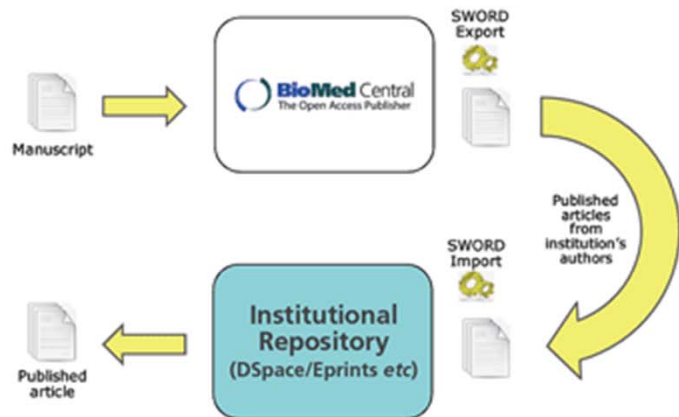 SWORD
Export
BioMed Central
The Open Access Publisher
Manuscript
Published
articles
from
institution's
authors
SWORD
Import
Institutional
Repository
(DSpace/Eprints etc)
Published
article